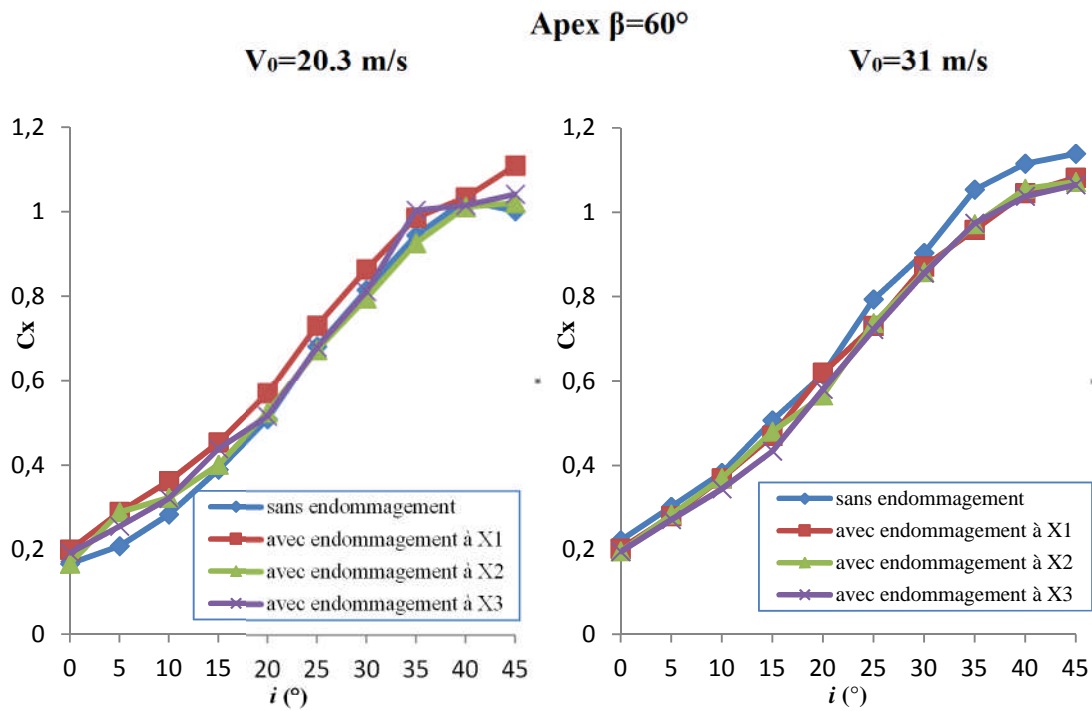 Apex β=60°
V₀=20.3 m/s
V₀=31 m/s
1,2
1
0,8
0,6
0,4
0,2
0
Cx
0 5 10 15 20 25 30 35 40 45
i (°)
sans endommagement
avec endommagement à X1
avec endommagement à X2
avec endommagement à X3
1,2
1
0,8
0,6
0,4
0,2
0
Cx
0 5 10 15 20 25 30 35 40 45
i (°)
sans endommagement
avec endommagement à X1
avec endommagement à X2
avec endommagement à X3